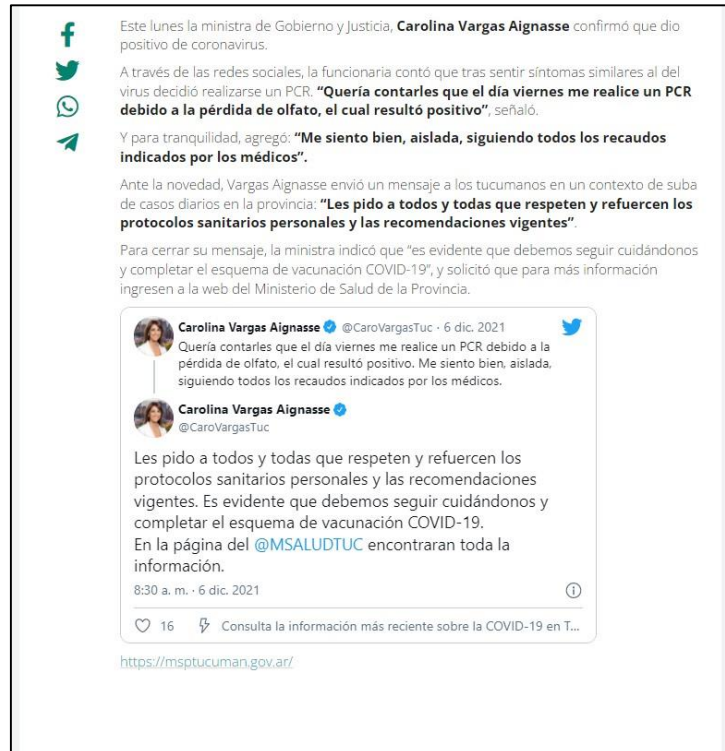 Este lunes la ministra de Gobierno y Justicia, Carolina Vargas Aignasse confirmó que dio
positivo de coronavirus.
A través de las redes sociales, la funcionaria contó que tras sentir síntomas similares al del
virus decidió realizarse un PCR. “Quería contarles que el día viernes me realice un PCR
debido a la pérdida de olfato, el cual resultó positivo”, señaló.
Y para tranquilidad, agregó: “Me siento bien, aislada, siguiendo todos los recaudos
indicados por los médicos”.
Ante la novedad, Vargas Aignasse envió un mensaje a los tucumanos en un contexto de suba
de casos diarios en la provincia: “Les pido a todos y todas que respeten y refuercen los
protocolos sanitarios personales y las recomendaciones vigentes”.
Para cerrar su mensaje, la ministra indicó que “es evidente que debemos seguir cuidándonos
y completar el esquema de vacunación COVID-19”, y solicitó que para más información
ingresen a la web del Ministerio de Salud de la Provincia.
Carolina Vargas Aignasse @CaroVargasTuc · 6 dic. 2021
Quería contarles que el día viernes me realice un PCR debido a la
pérdida de olfato, el cual resultó positivo. Me siento bien, aislada,
siguiendo todos los recaudos indicados por los médicos.
Carolina Vargas Aignasse
@CaroVargasTuc
Les pido a todos y todas que respeten y refuercen los
protocolos sanitarios personales y las recomendaciones
vigentes. Es evidente que debemos seguir cuidándonos y
completar el esquema de vacunación COVID-19.
En la página del @MSALUDTUC encontraran toda la
información.
8:30 a. m. · 6 dic. 2021
16 Consulta la información más reciente sobre la COVID-19 en T...
https://msptucuman.gov.ar/